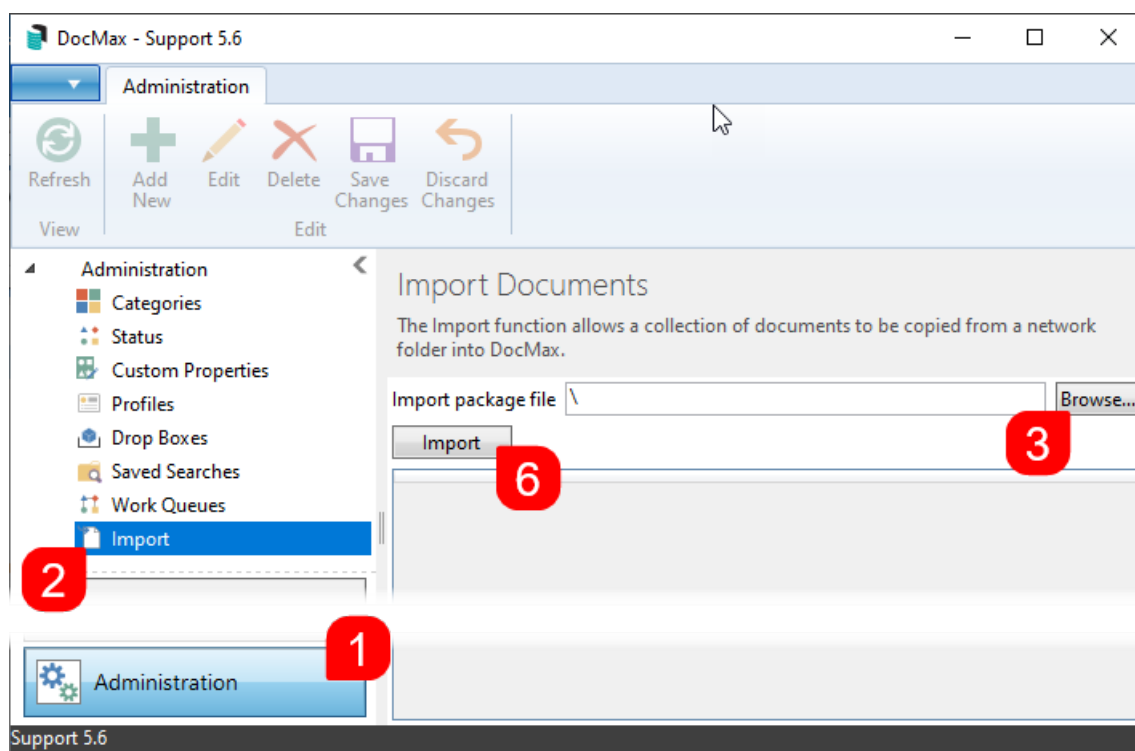 DocMax - Support 5.6
Administration
Refresh
Add New
Edit
Delete
Save Changes
Discard Changes
View
Edit
Administration
Categories
Status
Custom Properties
Profiles
Drop Boxes
Saved Searches
Work Queues
Import
2
1
Administration
Import Documents
The Import function allows a collection of documents to be copied from a network
folder into DocMax.
Import package file \
Browse...
3
Import
6
Support 5.6